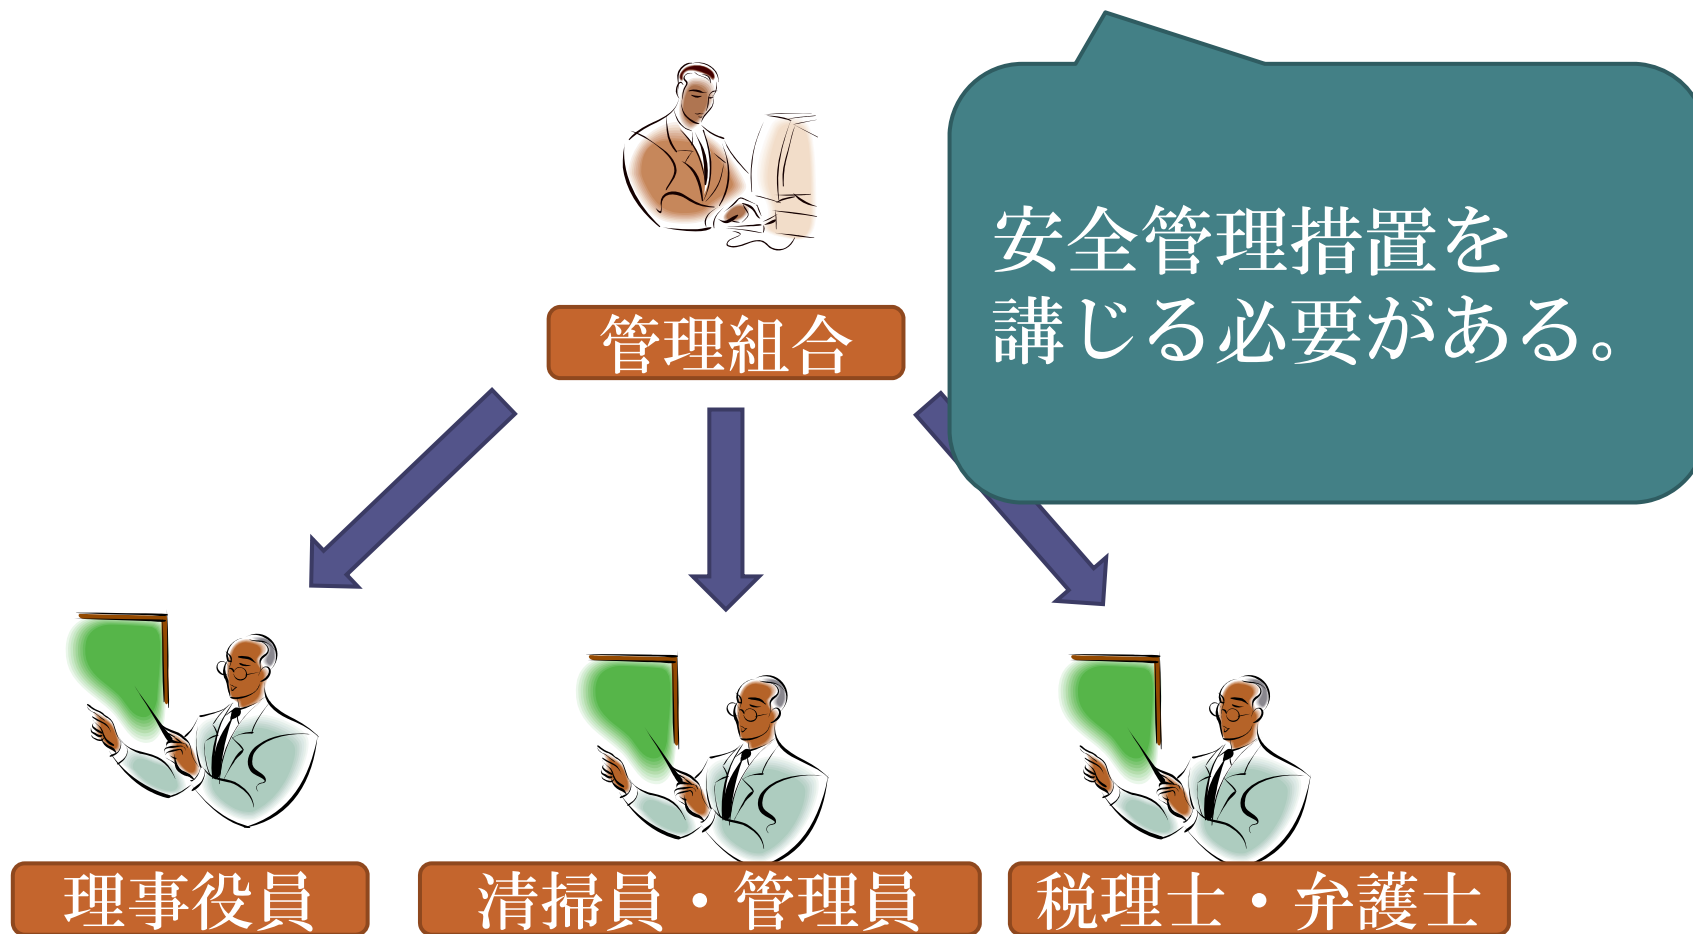 安全管理措置を
講じる必要がある。
管理組合
理事役員
清掃員・管理員
税理士・弁護士